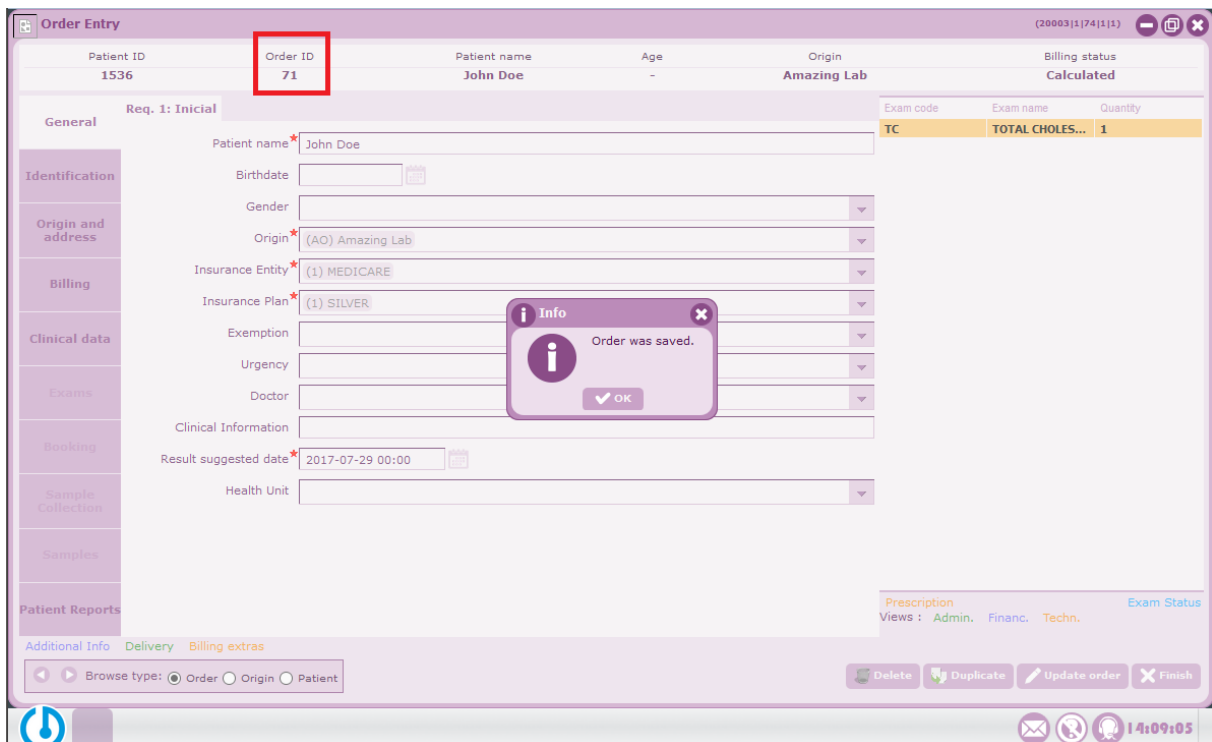 Order Entry (20003|1|74|1|1)
Patient ID Order ID Patient name Age Origin Billing status
1536 71 John Doe - Amazing Lab Calculated
General
Identification
Origin and
address
Billing
Clinical data
Exams
Booking
Sample
Collection
Samples
Patient Reports
Req. 1: Inicial
Patient name* John Doe
Birthdate
Gender
Origin* (AO) Amazing Lab
Insurance Entity* (1) MEDICARE
Insurance Plan* (1) SILVER
Exemption
Urgency
Doctor
Clinical Information
Result suggested date* 2017-07-29 00:00
Health Unit
i Info
i Order was saved.
OK
Exam code Exam name Quantity
TC TOTAL CHOLES... 1
Prescription Exam Status
Views : Admin. Financ. Techn.
Additional Info Delivery Billing extras
Browse type: Order Origin Patient
Delete Duplicate Update order Finish
14:09:05